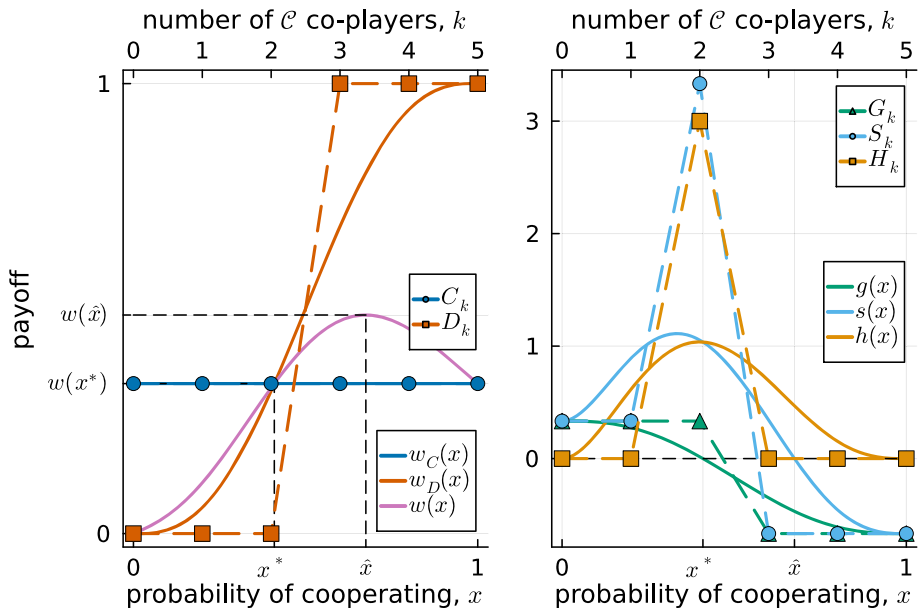 number of 𝒞 co-players, k
0 1 2 3 4 5
1
w(x̂)
w(x*)
0
payoff
C_k
D_k
w_C(x)
w_D(x)
w(x)
0 x* x̂ 1
probability of cooperating, x
number of 𝒞 co-players, k
0 1 2 3 4 5
3
2
1
0
G_k
S_k
H_k
g(x)
s(x)
h(x)
0 x* x̂ 1
probability of cooperating, x